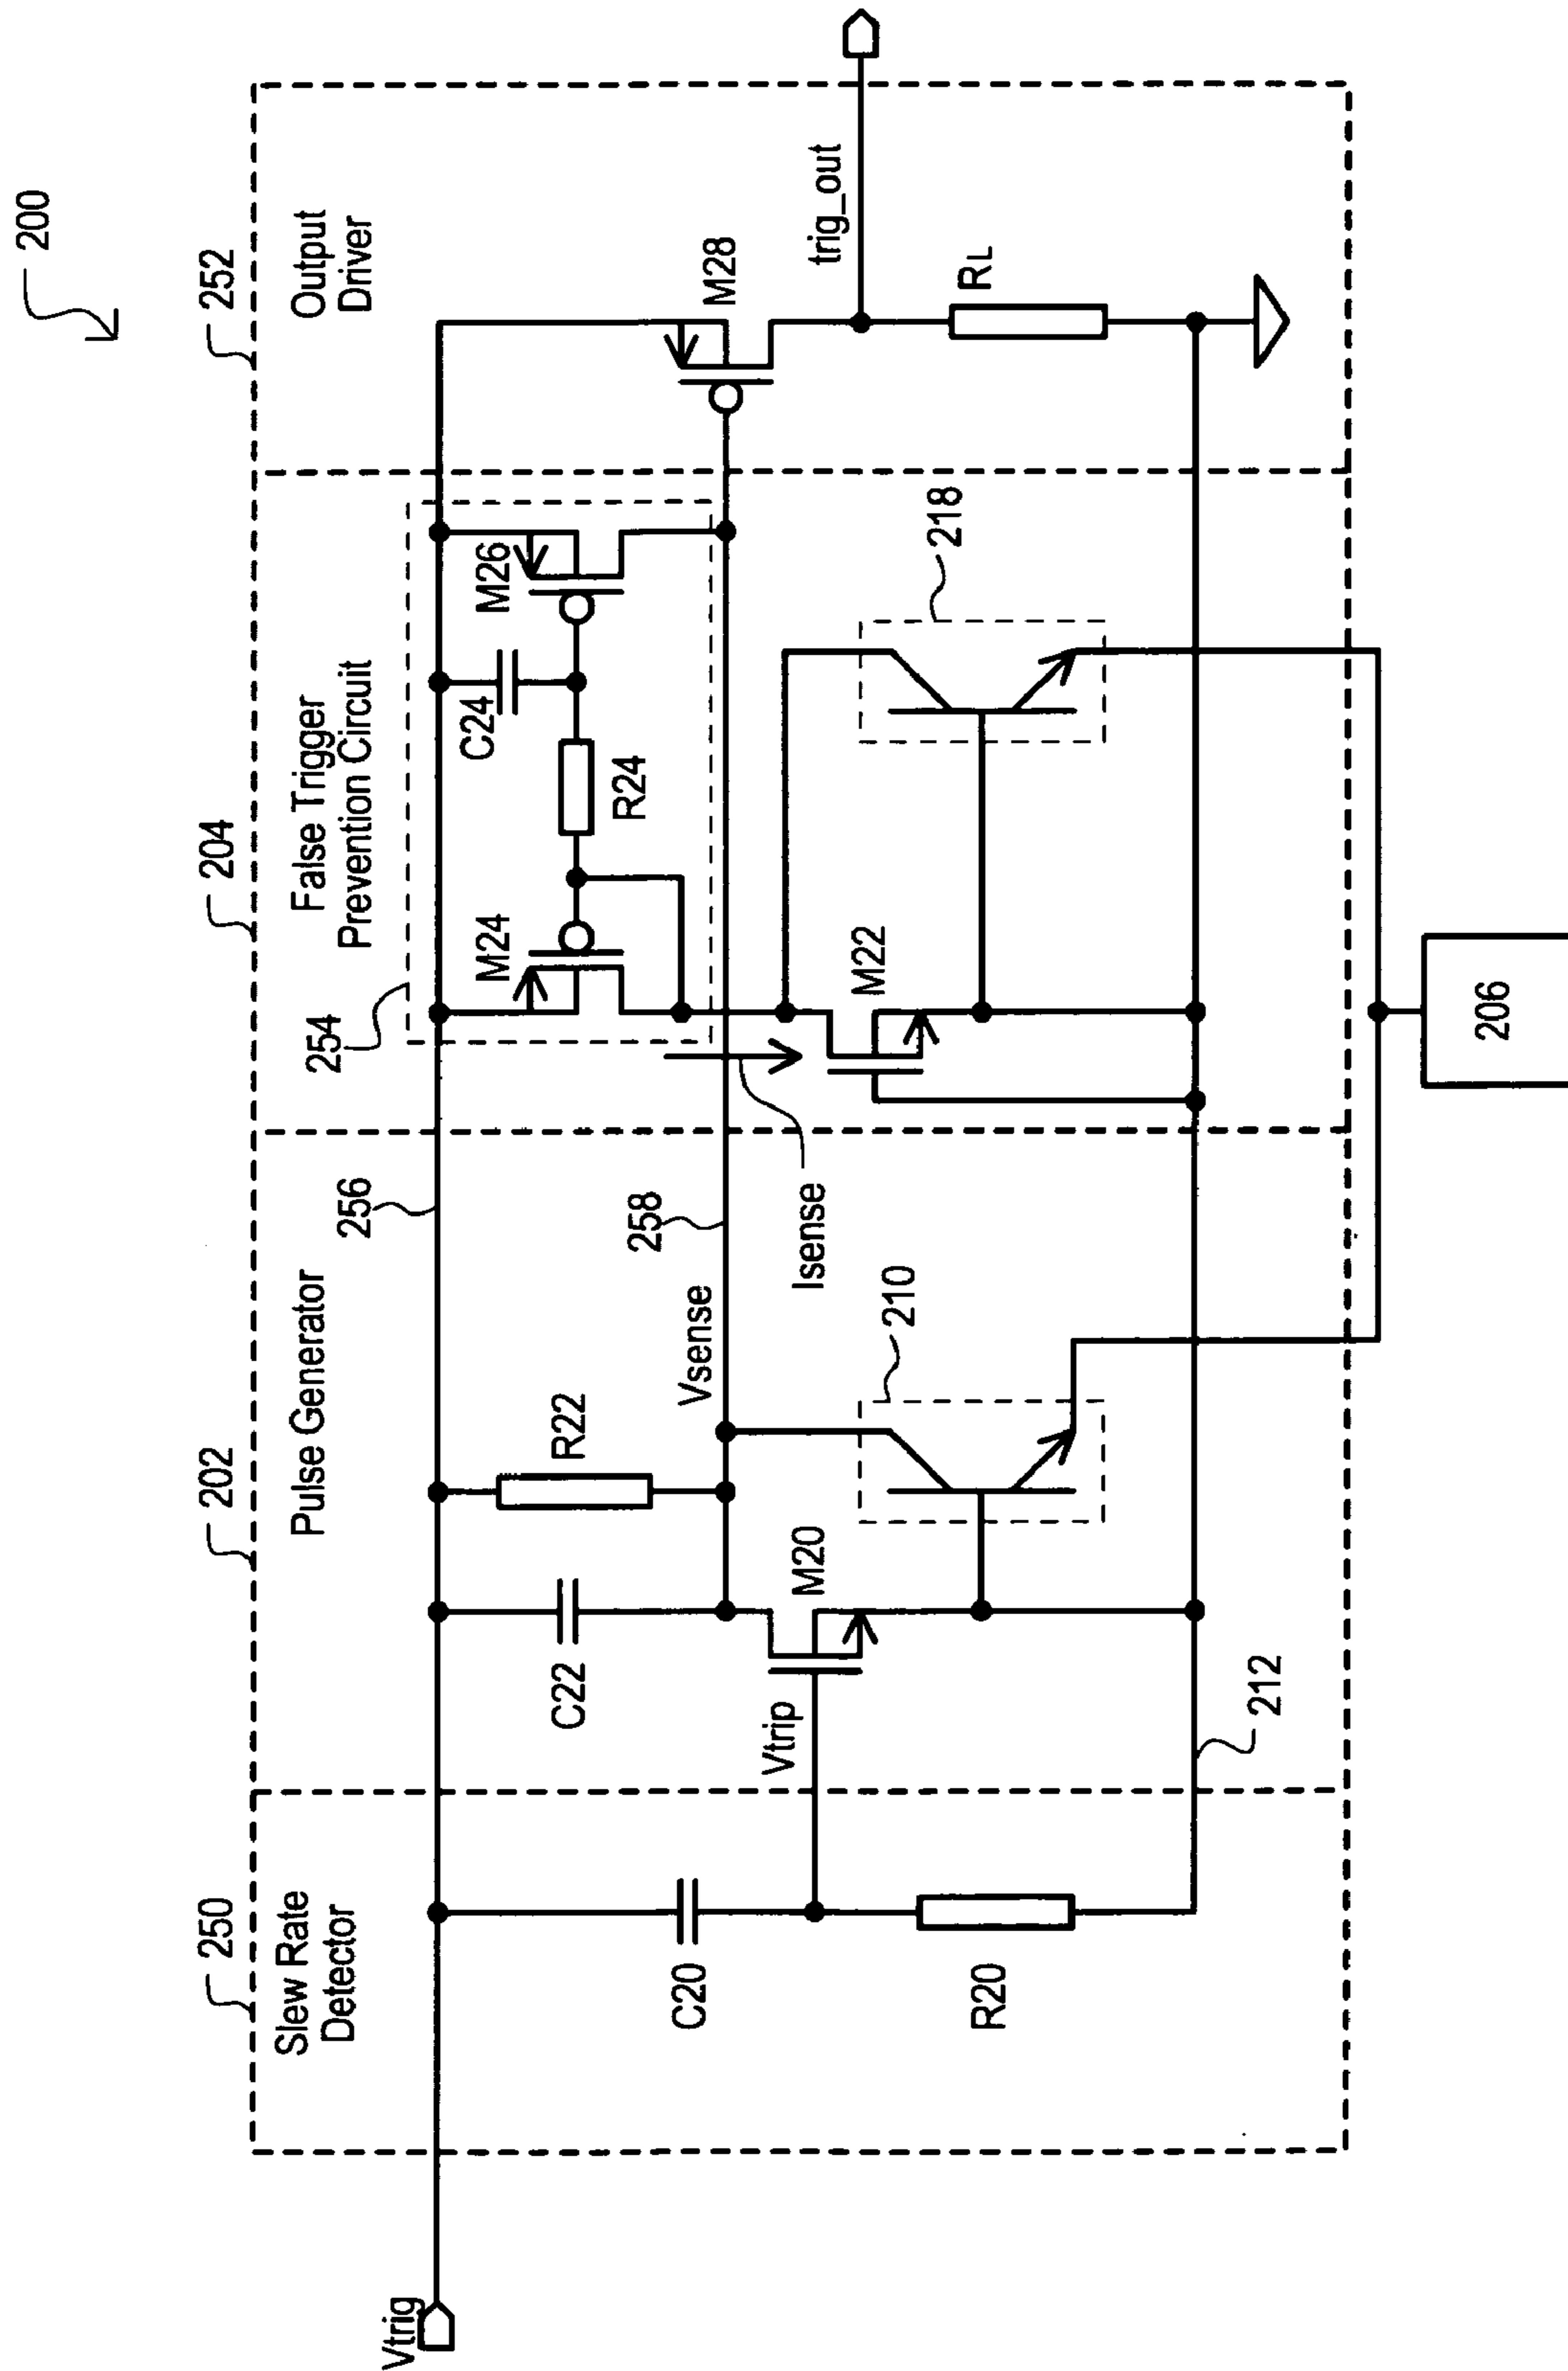 200
250
202
204
252
Slew Rate
Detector
Pulse Generator
False Trigger
Prevention Circuit
Output
Driver
256
254
M24
C24
M26
R24
Vtrig
C20
R20
C22
R22
Vtrip
M20
Vsense
258
210
Isense
M22
218
M28
trig_out
RL
212
206